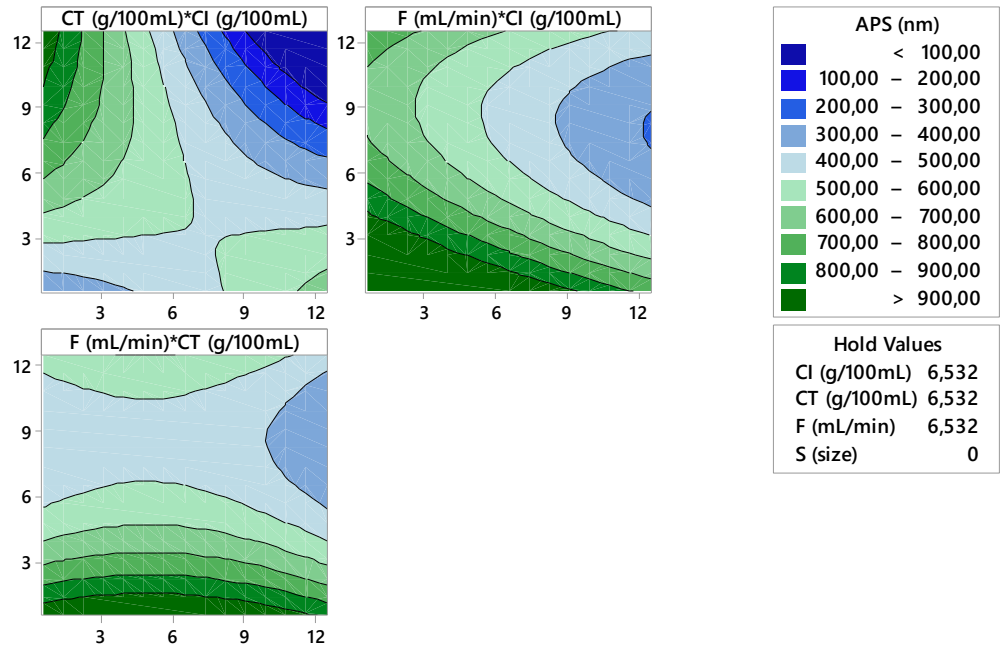 CT (g/100mL)*CI (g/100mL)
12
9
6
3
3 6 9 12
F (mL/min)*CI (g/100mL)
12
9
6
3
3 6 9 12
F (mL/min)*CT (g/100mL)
12
9
6
3
3 6 9 12
APS (nm)
< 100,00
100,00 – 200,00
200,00 – 300,00
300,00 – 400,00
400,00 – 500,00
500,00 – 600,00
600,00 – 700,00
700,00 – 800,00
800,00 – 900,00
> 900,00
Hold Values
CI (g/100mL) 6,532
CT (g/100mL) 6,532
F (mL/min) 6,532
S (size) 0